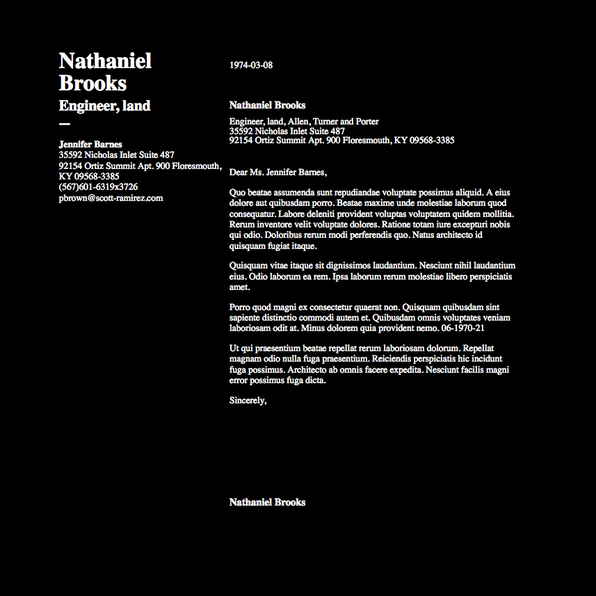 Nathaniel
Brooks
Engineer, land
—
Jennifer Barnes
35592 Nicholas Inlet Suite 487
92154 Ortiz Summit Apt. 900 Floresmouth,
KY 09568-3385
(567)601-6319x3726
pbrown@scott-ramirez.com
1974-03-08
Nathaniel Brooks
Engineer, land, Allen, Turner and Porter
35592 Nicholas Inlet Suite 487
92154 Ortiz Summit Apt. 900 Floresmouth, KY 09568-3385
Dear Ms. Jennifer Barnes,
Quo beatae assumenda sunt repudiandae voluptate possimus aliquid. A eius
dolore aut quibusdam porro. Beatae maxime unde molestiae laborum quod
consequatur. Labore deleniti provident voluptas voluptatem quidem mollitia.
Rerum inventore velit voluptate dolores. Ratione totam iure excepturi nobis
qui odio. Doloribus rerum modi perferendis quo. Natus architecto id
quisquam fugiat itaque.
Quisquam vitae itaque sit dignissimos laudantium. Nesciunt nihil laudantium
eius. Odio laborum ea rem. Ipsa laborum rerum molestiae libero perspiciatis
amet.
Porro quod magni ex consectetur quaerat non. Quisquam quibusdam sint
sapiente distinctio commodi autem et. Quibusdam omnis voluptates veniam
laboriosam odit at. Minus dolorem quia provident nemo. 06-1970-21
Ut qui praesentium beatae repellat rerum laboriosam dolorum. Repellat
magnam odio nulla fuga praesentium. Reiciendis perspiciatis hic incidunt
fuga possimus. Architecto ab omnis facere expedita. Nesciunt facilis magni
error possimus fuga dicta.
Sincerely,
Nathaniel Brooks